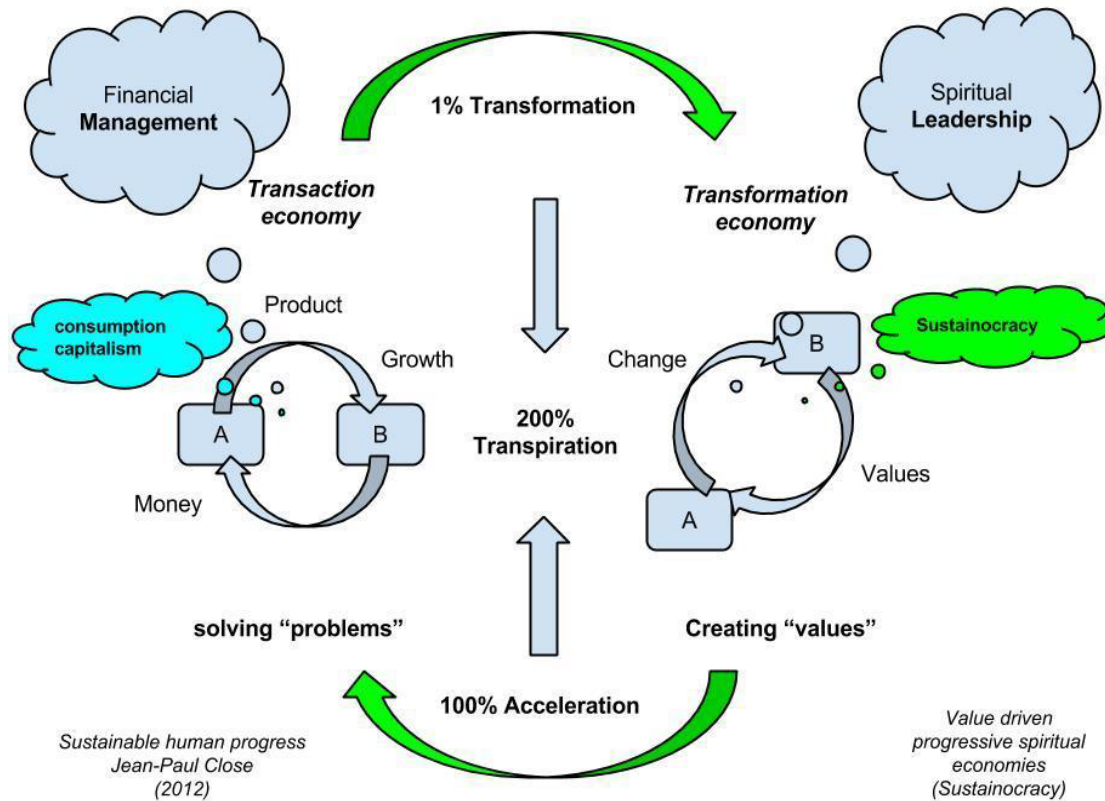 Financial
Management
1% Transformation
Spiritual
Leadership
Transaction
economy
Transformation
economy
consumption
capitalism
Product
Growth
A
B
Money
200%
Transpiration
Sustainocracy
Change
B
Values
A
solving “problems”
Creating “values”
100% Acceleration
Sustainable human progress
Jean-Paul Close
(2012)
Value driven
progressive spiritual
economies
(Sustainocracy)